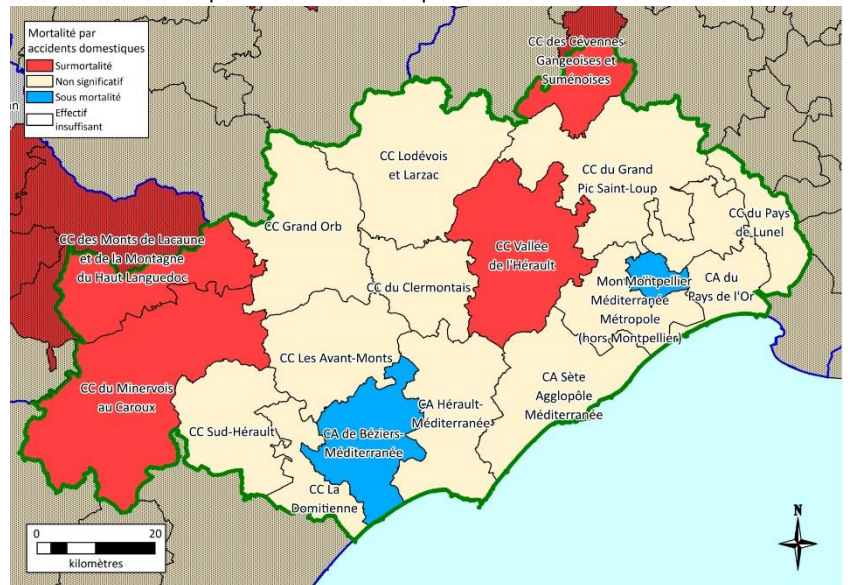 Mortalité par
accidents domestiques
Surmortalité
Non significatif
Sous mortalité
Effectif
insuffisant
CC des Cévennes
Gangeoises et
Suménoises
CC Lodévois
et Larzac
CC du Grand
Pic Saint-Loup
CC Grand Orb
CC du Pays
de Lunel
CC des Monts de Lacaune
et de la Montagne
du Haut Languedoc
CC Vallée
de l'Hérault
CC du Clermontais
Montpellier
Méditerranée
Métropole
(hors Montpellier)
CA du
Pays de l'Or
CC Les Avant-Monts
CC du Minervois
au Caroux
CA Sète
Agglopôle
Méditerranée
CA Hérault-
Méditerranée
CC Sud-Hérault
CA de Béziers-
Méditerranée
CC La
Domitienne
0 20
kilomètres
N